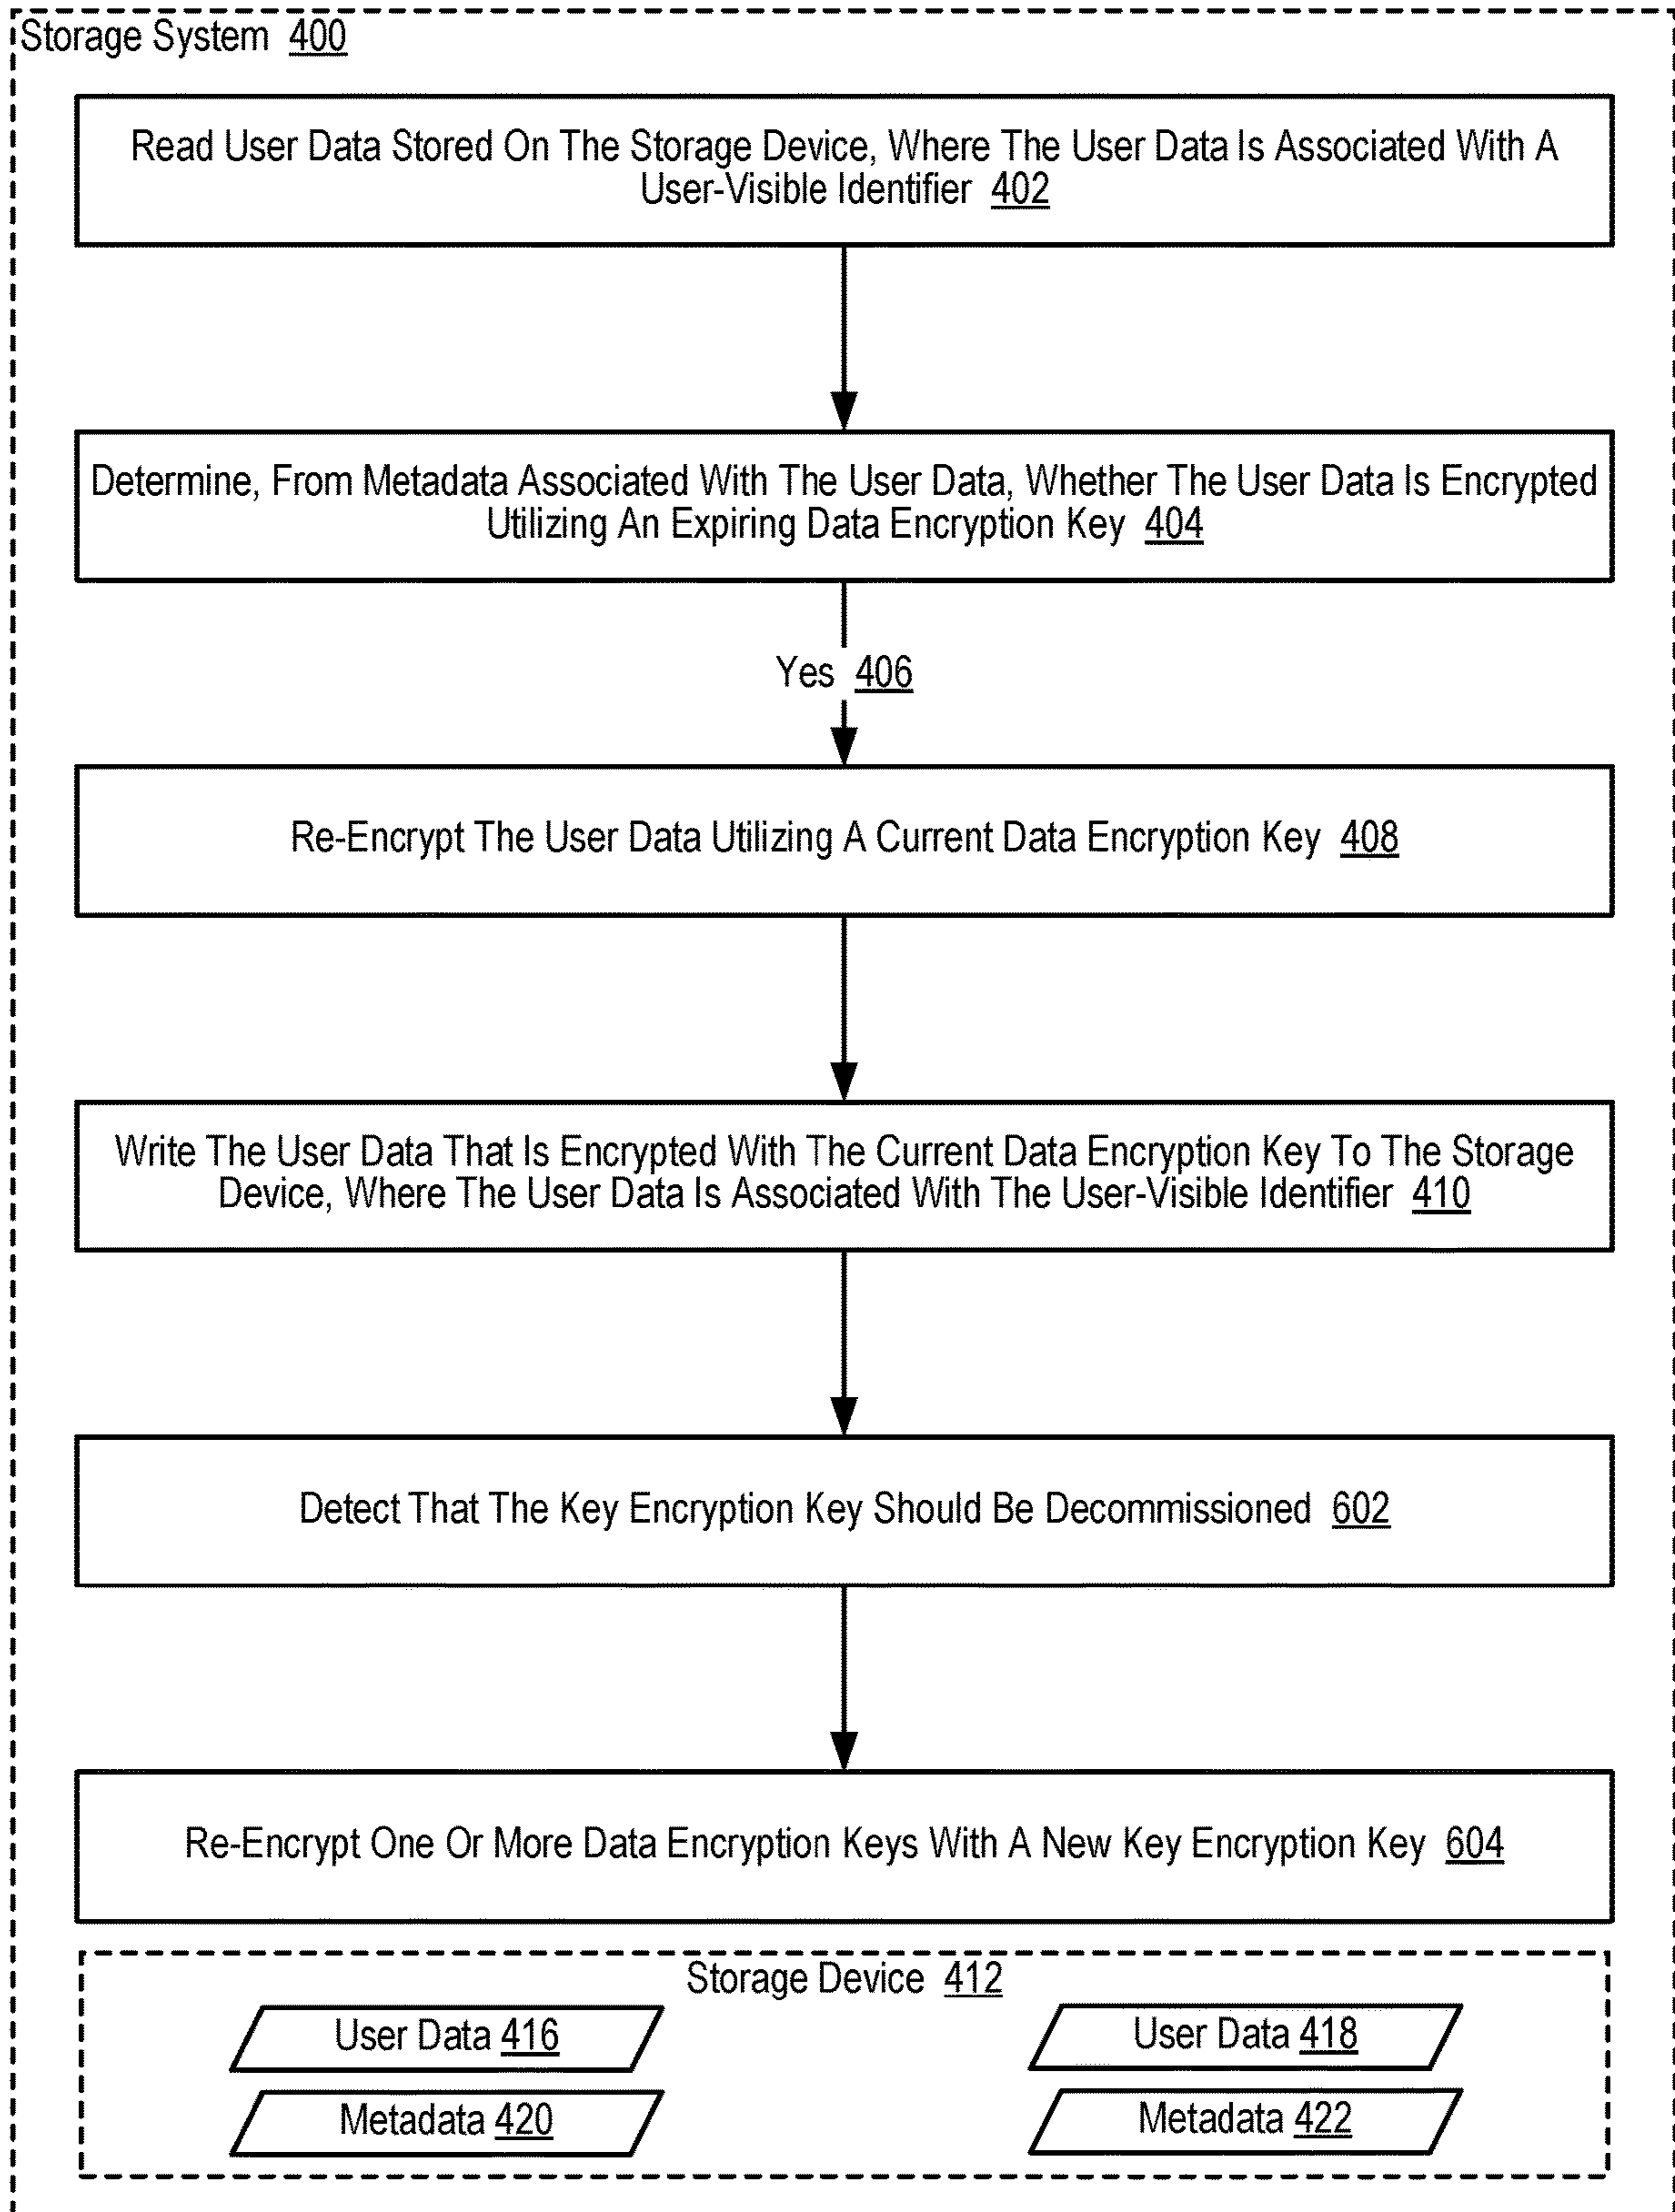 Storage System 400
Read User Data Stored On The Storage Device, Where The User Data Is Associated With A
User-Visible Identifier 402
Determine, From Metadata Associated With The User Data, Whether The User Data Is Encrypted
Utilizing An Expiring Data Encryption Key 404
Yes 406
Re-Encrypt The User Data Utilizing A Current Data Encryption Key 408
Write The User Data That Is Encrypted With The Current Data Encryption Key To The Storage
Device, Where The User Data Is Associated With The User-Visible Identifier 410
Detect That The Key Encryption Key Should Be Decommissioned 602
Re-Encrypt One Or More Data Encryption Keys With A New Key Encryption Key 604
Storage Device 412
User Data 416
User Data 418
Metadata 420
Metadata 422